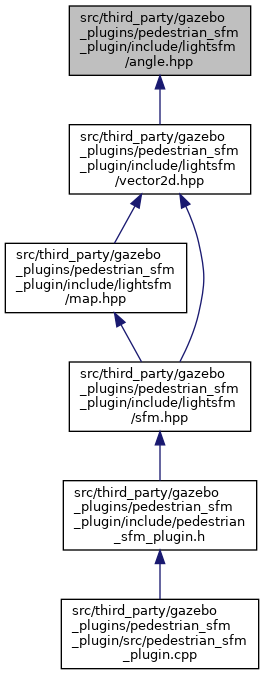 src/third_party/gazebo
_plugins/pedestrian_sfm
_plugin/include/lightsfm
/angle.hpp
src/third_party/gazebo
_plugins/pedestrian_sfm
_plugin/include/lightsfm
/vector2d.hpp
src/third_party/gazebo
_plugins/pedestrian_sfm
_plugin/include/lightsfm
/map.hpp
src/third_party/gazebo
_plugins/pedestrian_sfm
_plugin/include/lightsfm
/sfm.hpp
src/third_party/gazebo
_plugins/pedestrian_sfm
_plugin/include/pedestrian
_sfm_plugin.h
src/third_party/gazebo
_plugins/pedestrian_sfm
_plugin/src/pedestrian_sfm
_plugin.cpp